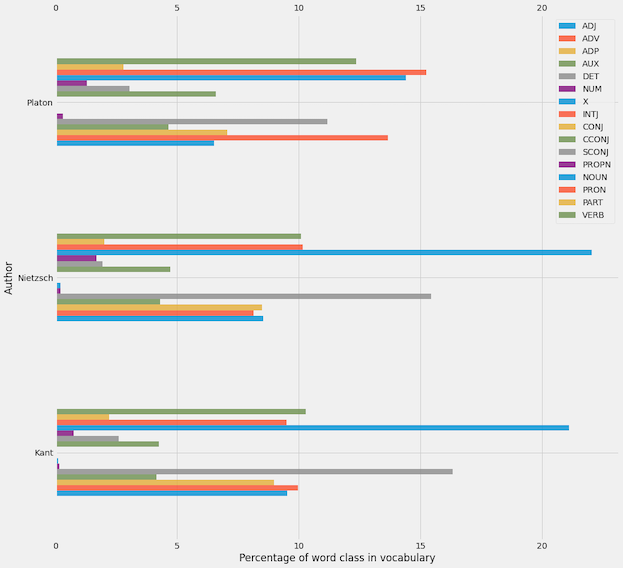 0 5 10 15 20
ADJ
ADV
ADP
AUX
DET
NUM
X
INTJ
CONJ
CCONJ
SCONJ
PROPN
NOUN
PRON
PART
VERB
Platon
Nietzsch
Kant
Author
0 5 10 15 20
Percentage of word class in vocabulary